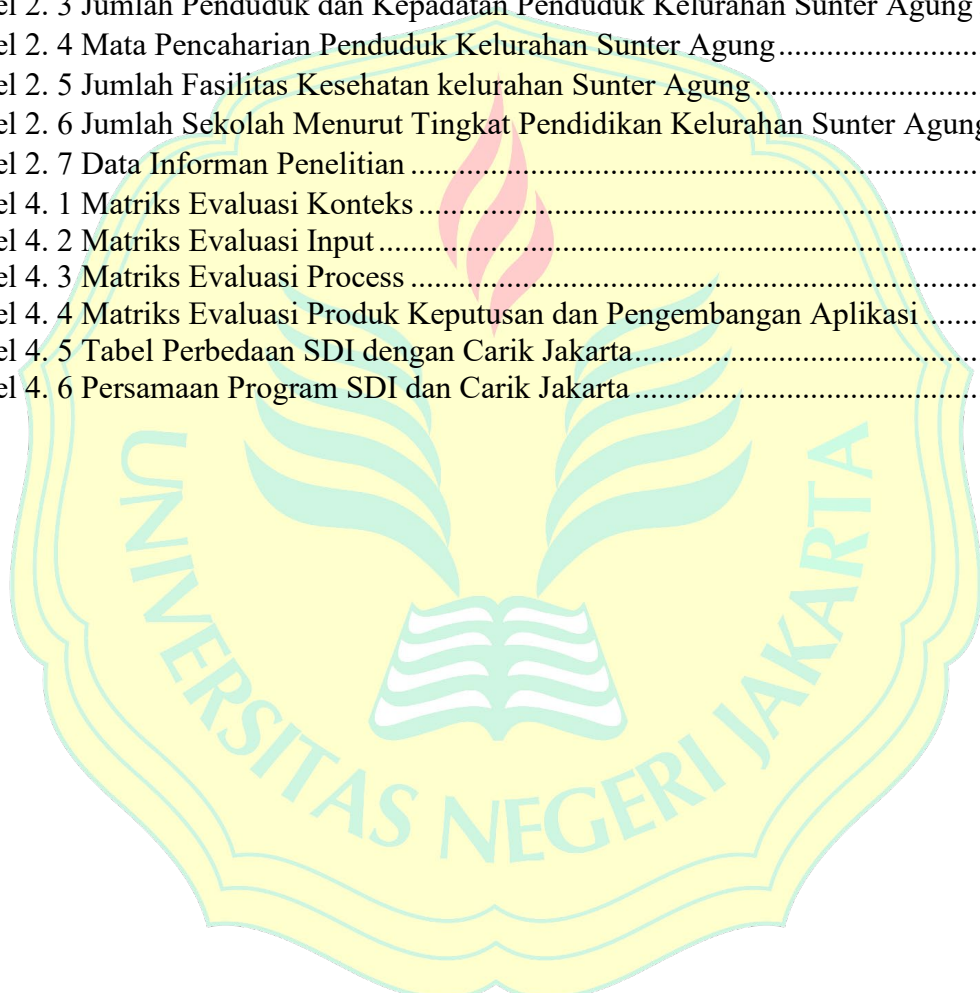 el 2. 3 Jumlah Penduduk dan Kepadatan Penduduk Kelurahan Sunter Agung
el 2. 4 Mata Pencaharian Penduduk Kelurahan Sunter Agung.......................
el 2. 5 Jumlah Fasilitas Kesehatan kelurahan Sunter Agung..........................
el 2. 6 Jumlah Sekolah Menurut Tingkat Pendidikan Kelurahan Sunter Agung
el 2. 7 Data Informan Penelitian.....................................................................
el 4. 1 Matriks Evaluasi Konteks....................................................................
el 4. 2 Matriks Evaluasi Input.........................................................................
el 4. 3 Matriks Evaluasi Process.....................................................................
el 4. 4 Matriks Evaluasi Produk Keputusan dan Pengembangan Aplikasi.......
el 4. 5 Tabel Perbedaan SDI dengan Carik Jakarta.........................................
el 4. 6 Persamaan Program SDI dan Carik Jakarta.........................................
UNIVERSITAS NEGERI JAKARTA